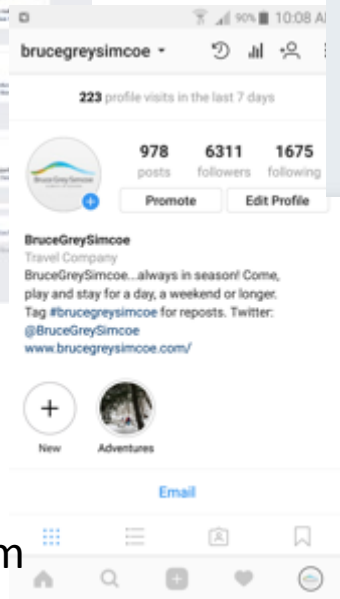 90% 10:08 A
brucegreysimcoe
223 profile visits in the last 7 days
978 6311 1675
posts followers following
Promote Edit Profile
BruceGreySimcoe
BruceGreySimcoe
Travel Company
BruceGreySimcoe...always in season! Come,
play and stay for a day, a weekend or longer.
Tag #brucegreysimcoe for reposts. Twitter:
@BruceGreySimcoe
www.brucegreysimcoe.com/
New Adventures
Email
m